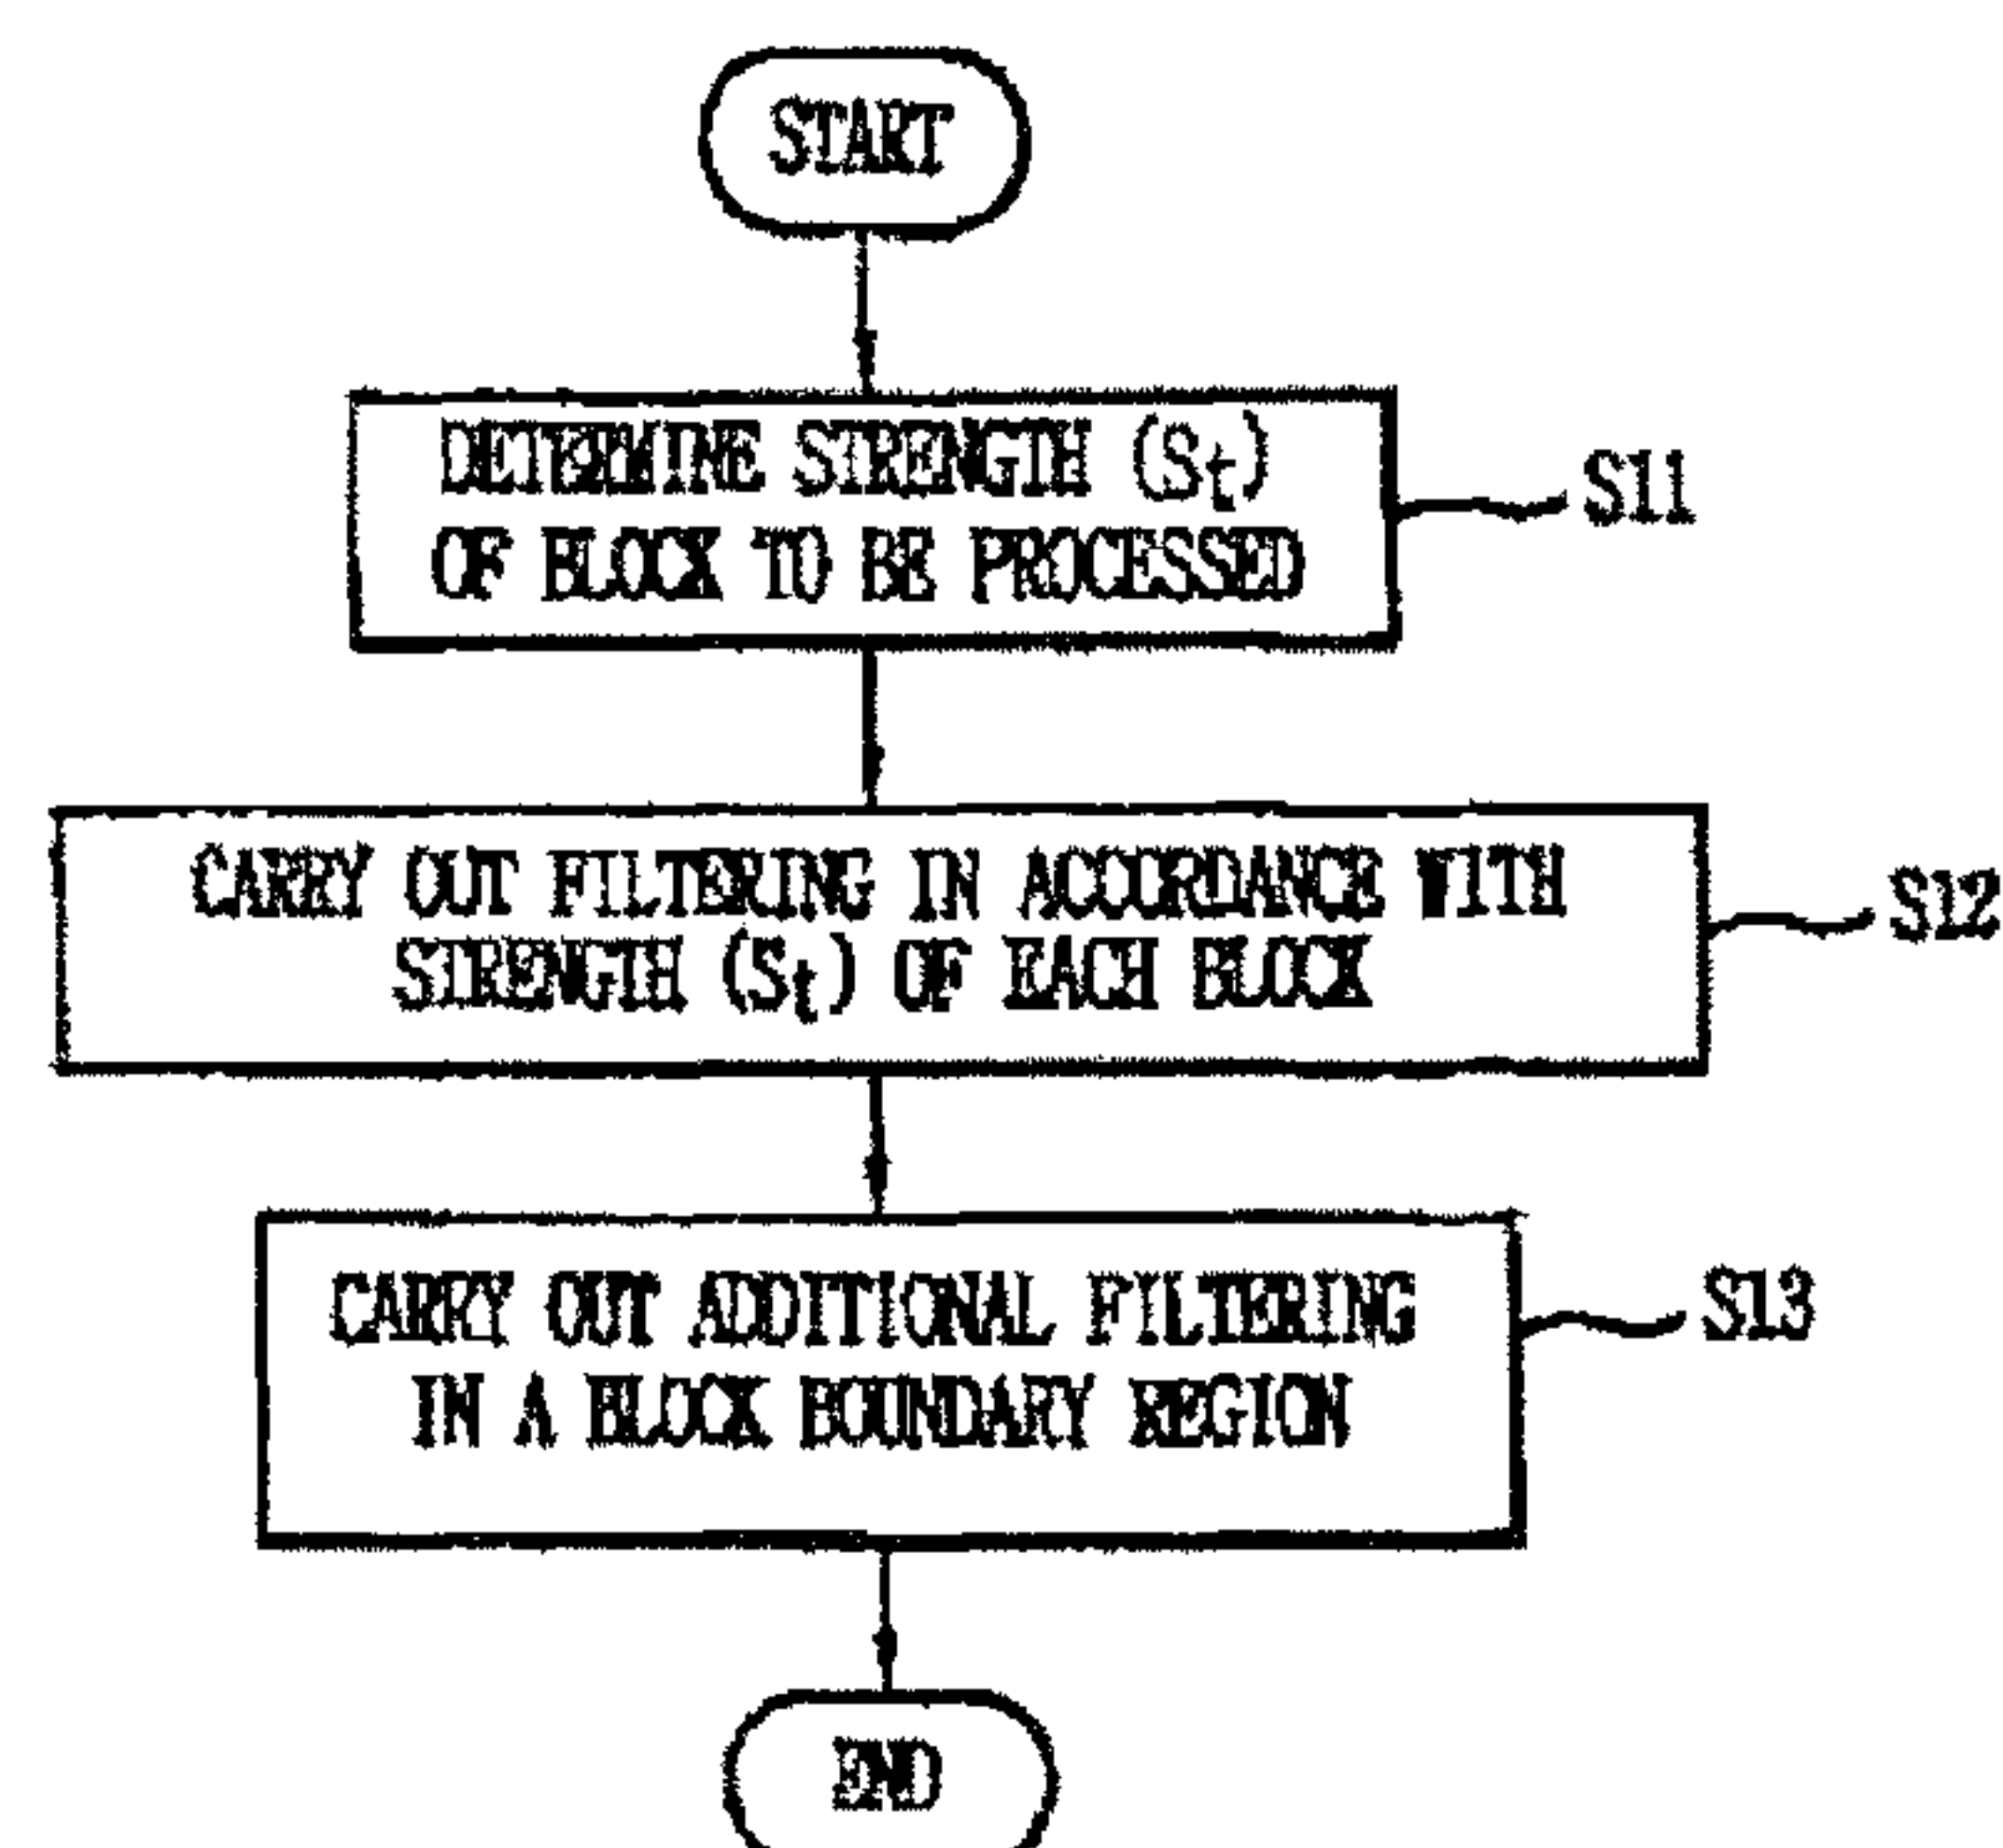 START
DETERMINE STRENGTH (St)
OF BLOCK TO BE PROCESSED
S11
CARRY OUT FILTERING IN ACCORDANCE WITH
STRENGTH (St) OF EACH BLOCK
S12
CARRY OUT ADDITIONAL FILTERING
IN A BLOCK BOUNDARY REGION
S13
END